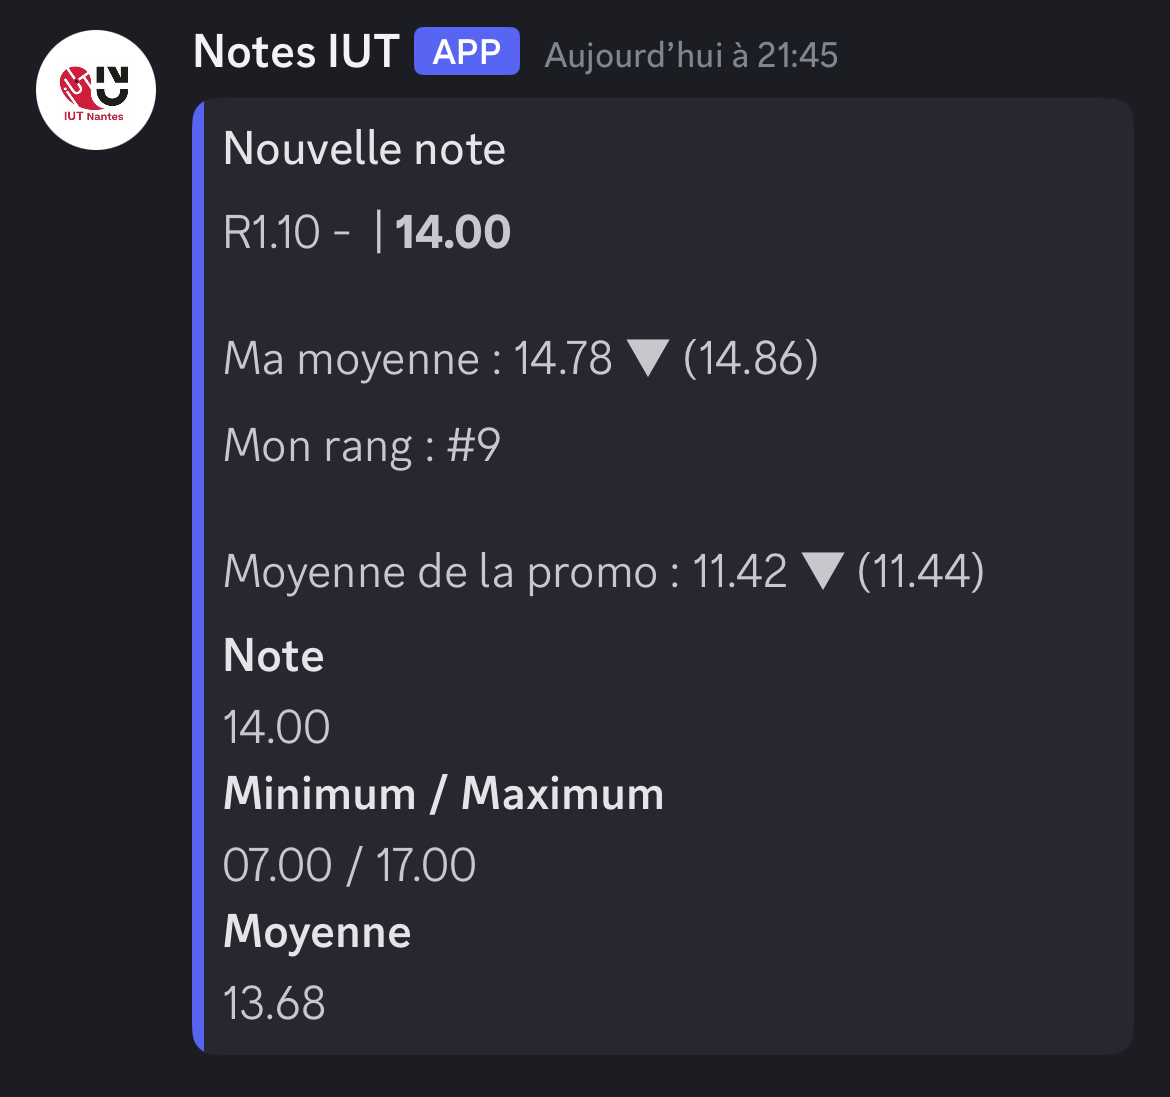 Notes IUT APP Aujourd’hui à 21:45
IUT
IUT Nantes
Nouvelle note
R1.10 - | 14.00
Ma moyenne : 14.78 ▼ (14.86)
Mon rang : #9
Moyenne de la promo : 11.42 ▼ (11.44)
Note
14.00
Minimum / Maximum
07.00 / 17.00
Moyenne
13.68